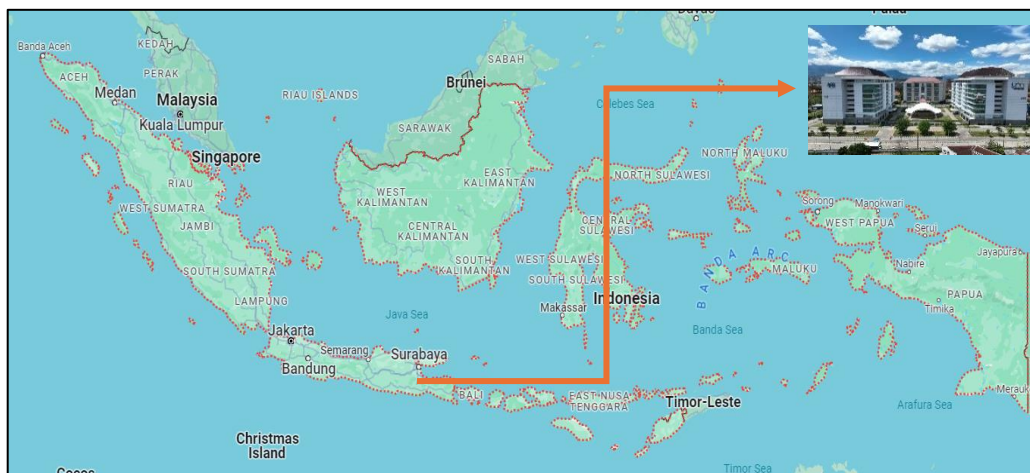 Banda Aceh
ACEH
Medan
KEDAH
PERAK
Malaysia
Kuala Lumpur
RIAU ISLANDS
Singapore
RIAU
WEST SUMATRA
JAMBI
SOUTH SUMATRA
LAMPUNG
Jakarta
Bandung
Semarang
Surabaya
Java Sea
BALI
Christmas
Island
Brunei
SABAH
SARAWAK
WEST
KALIMANTAN
EAST
KALIMANTAN
CENTRAL
KALIMANTAN
SOUTH
KALIMANTAN
NORTH SULAWESI
CENTRAL
SULAWESI
WEST SULAWESI
SOUTH SULAWESI
Makassar
Indonesia
Celebes Sea
NORTH MALUKU
BANDA ARC
MALUKU
Banda Sea
EAST NUSA
TENGGARA
Timor-Leste
Timor Sea
Arafura Sea
Sorong
Manokwari
WEST PAPUA
Serui
Nabire
Jayapura
PAPUA
Timika